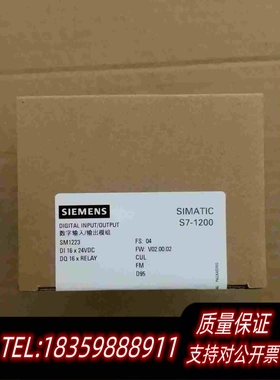 SIEMENS
SIMATIC
S7-1200
DIGITAL INPUT/OUTPUT
数字输入/输出模组
SM1223
DI 16 x 24VDC
DQ 16 x RELAY
FS: 04
FW: V02.00.02
CUL
FM
D95
质量保证
TEL:18359888911
支持对公开票